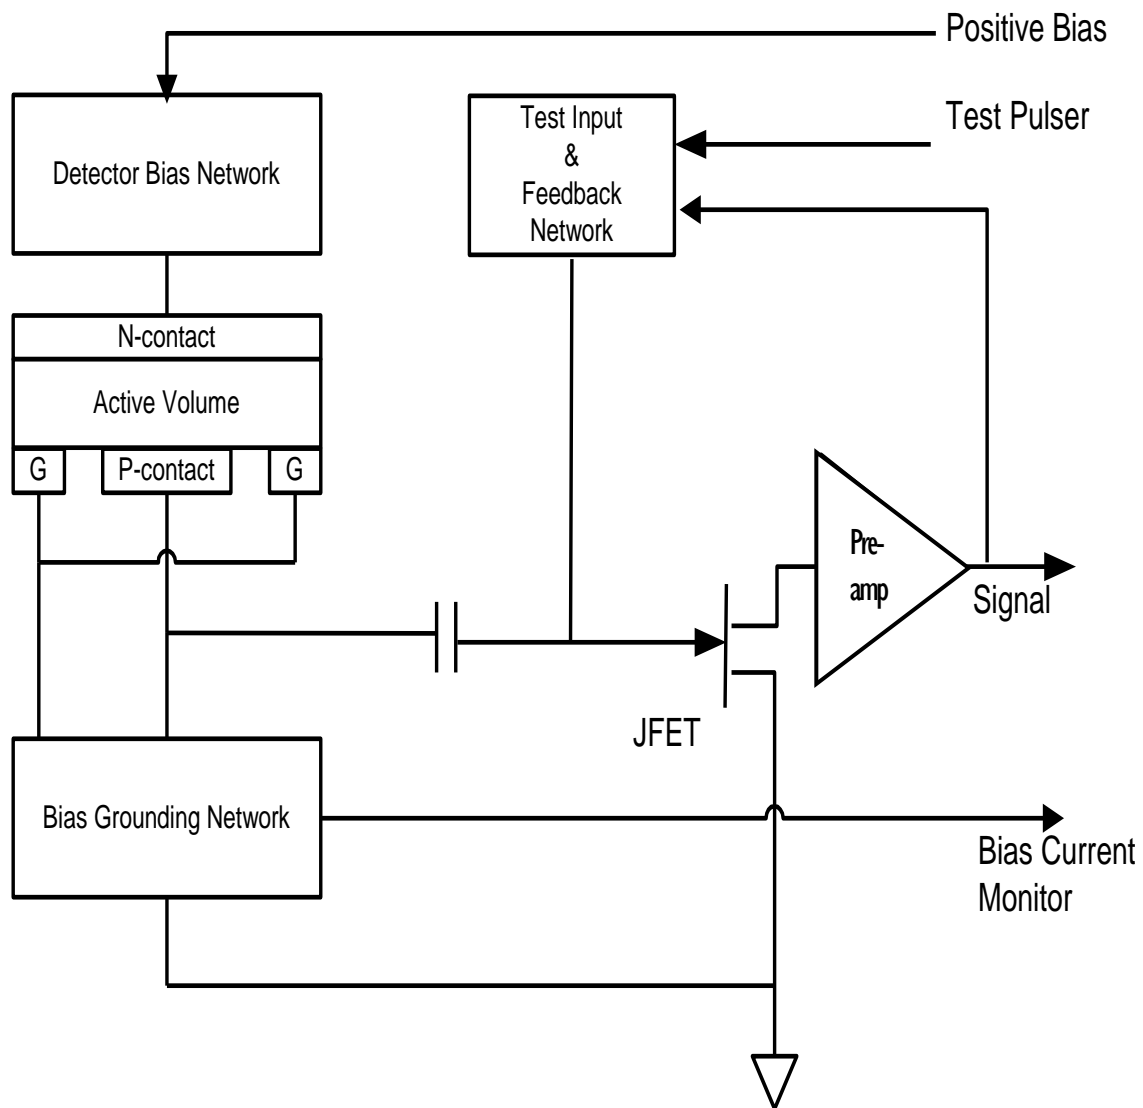 Positive Bias
Test Pulser
Detector Bias Network
Test Input
&
Feedback
Network
N-contact
Active Volume
G
P-contact
G
Pre-
amp
Signal
JFET
Bias Grounding Network
Bias Current
Monitor